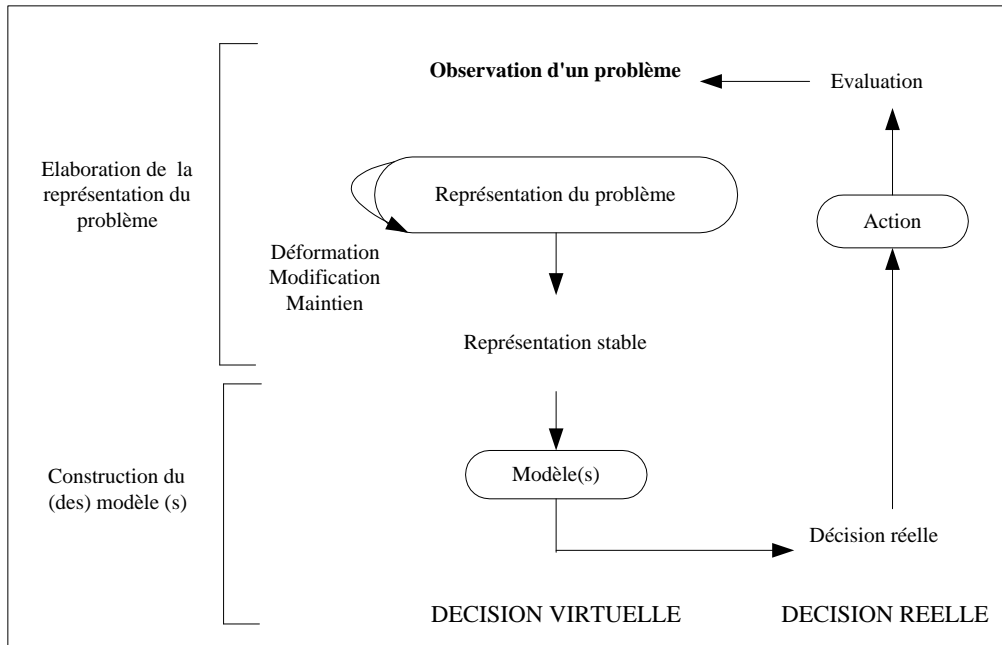 Observation d'un problème
Evaluation
Elaboration de la
représentation du
problème
Représentation du problème
Action
Déformation
Modification
Maintien
Représentation stable
Construction du
(des) modèle (s)
Modèle(s)
Décision réelle
DECISION VIRTUELLE
DECISION REELLE